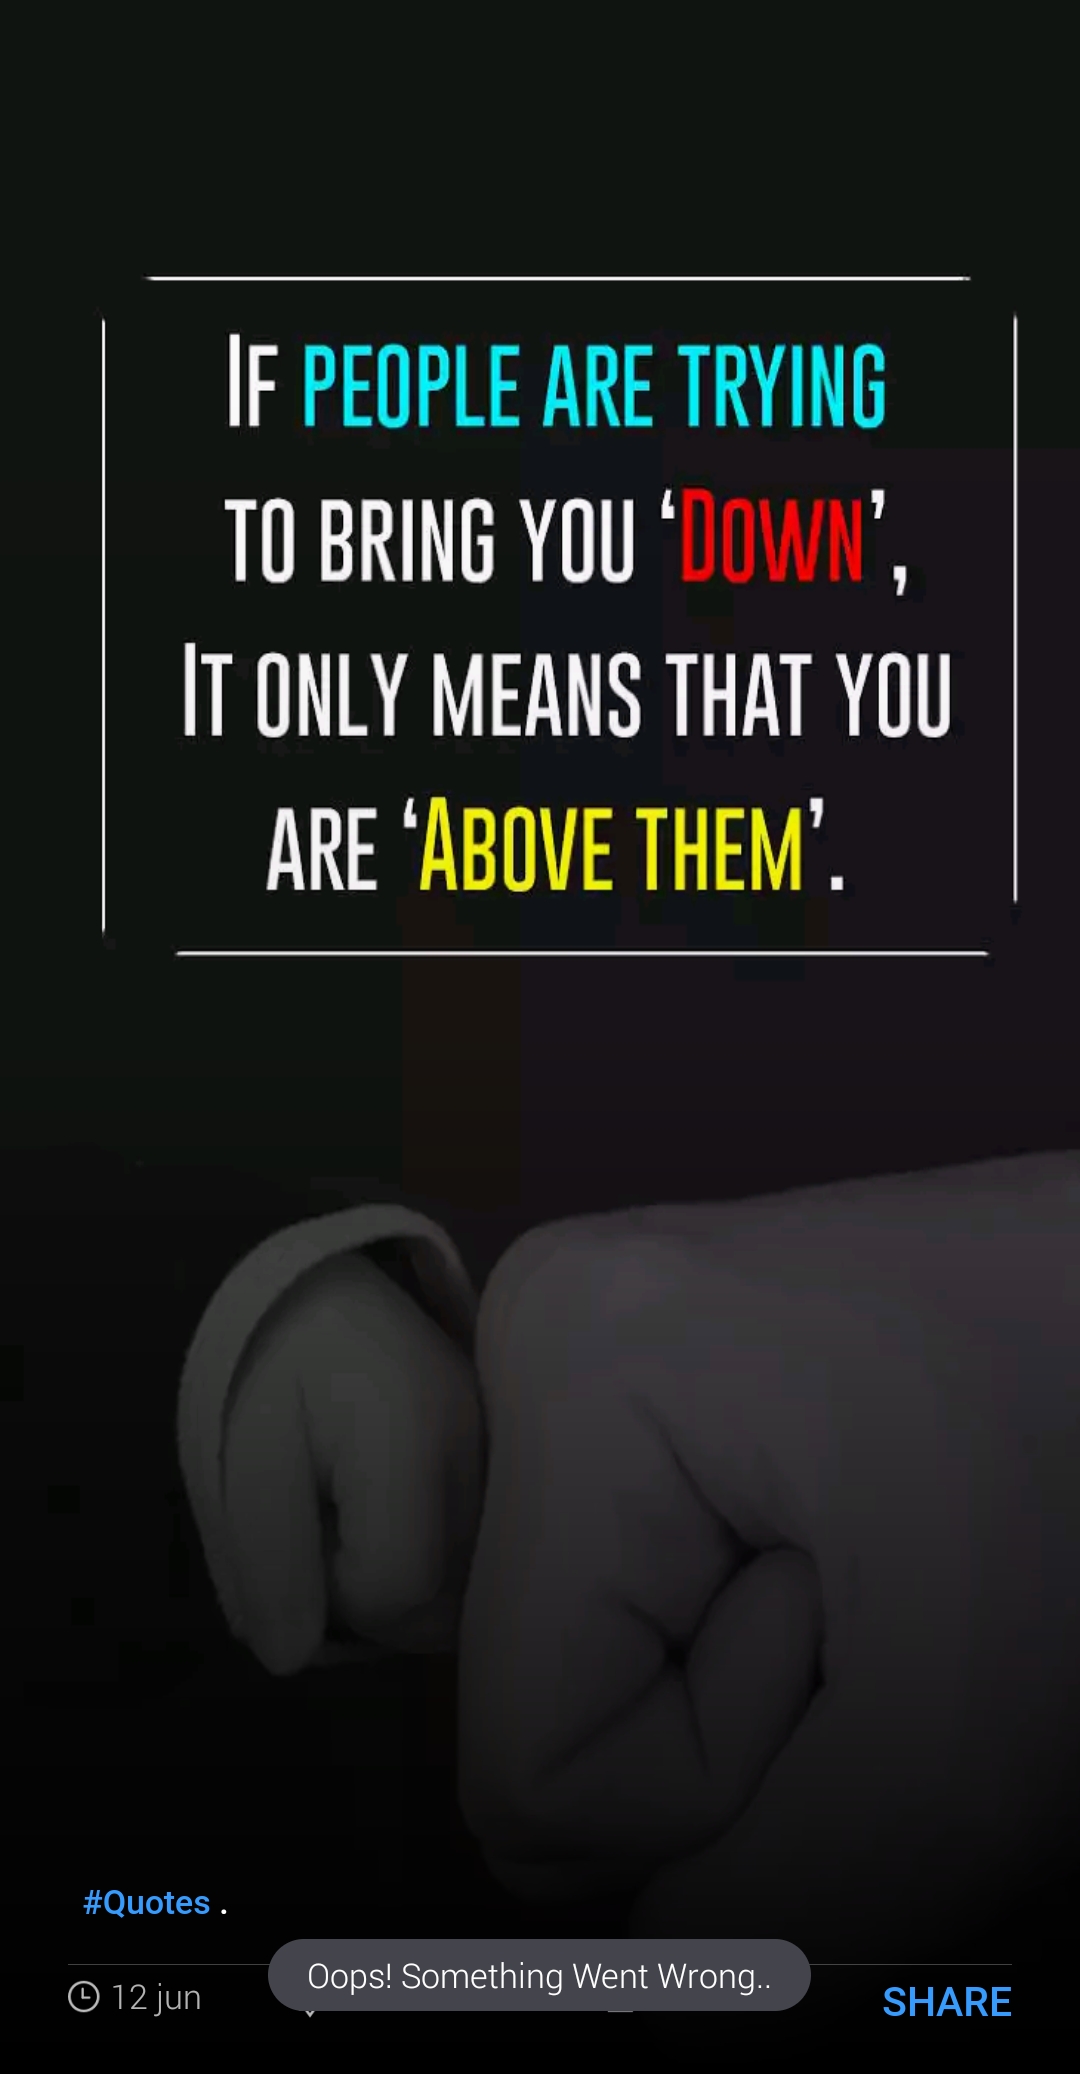 If people are trying
to bring you ‘Down’,
It only means that you
are ‘Above them’.
#Quotes .
12 jun
Oops! Something Went Wrong..
SHARE